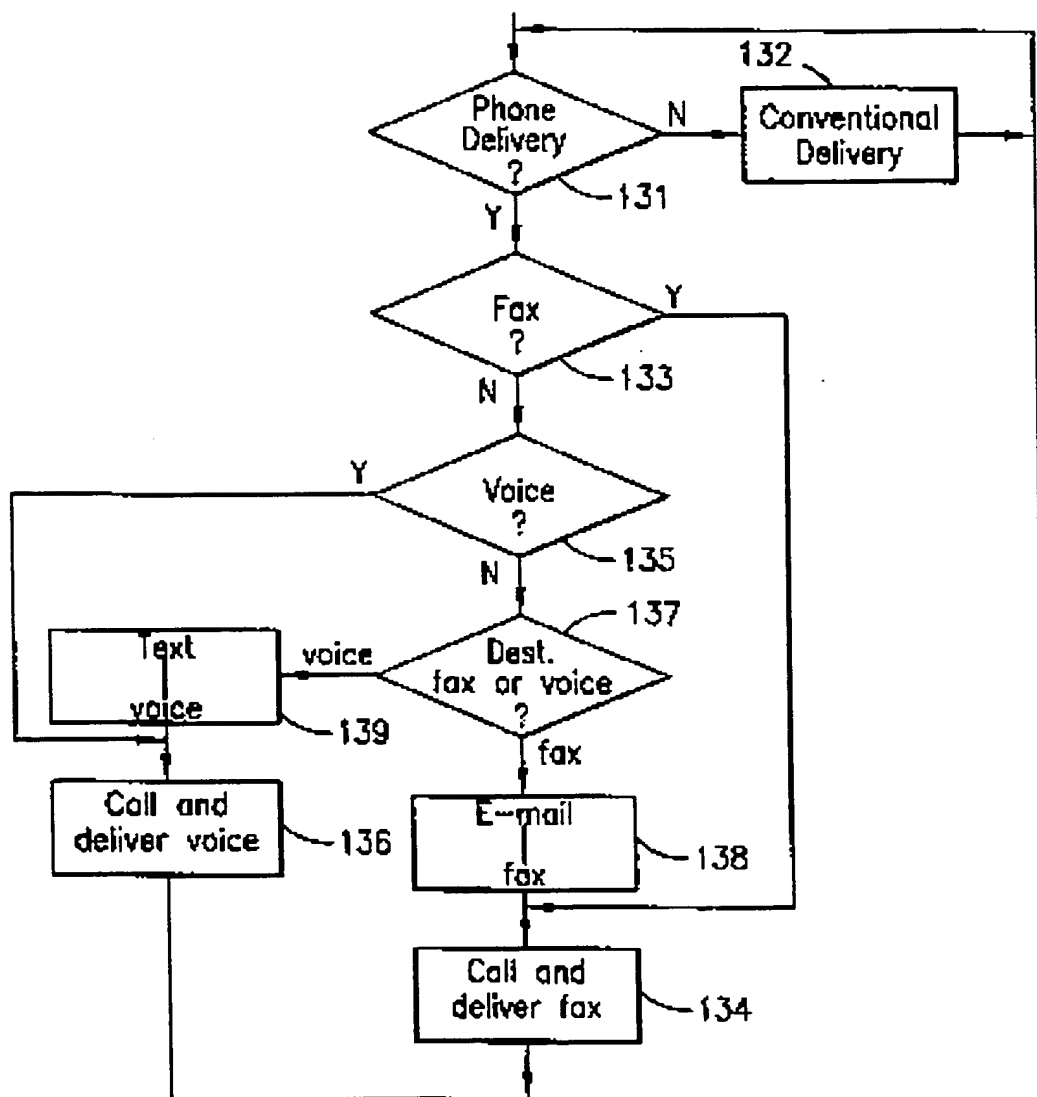 132
Phone
Delivery
?
N
Conventional
Delivery
131
Y
Fax
?
Y
133
N
Y
Voice
?
135
N
137
Text
voice
voice
Dest.
fax or voice
?
139
fax
Call and
deliver voice
136
E-mail
fax
138
Call and
deliver fax
134